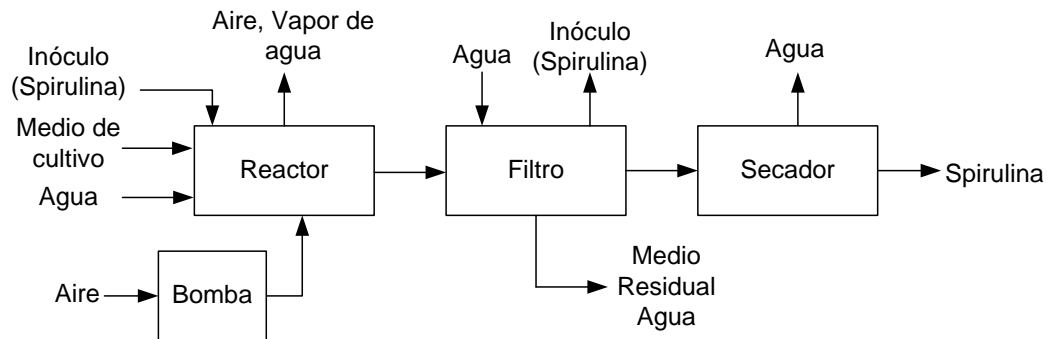 Aire, Vapor de
agua
Inóculo
(Spirulina)
Medio de
cultivo
Agua
Reactor
Aire
Bomba
Agua
Inóculo
(Spirulina)
Filtro
Medio
Residual
Agua
Agua
Secador
Spirulina